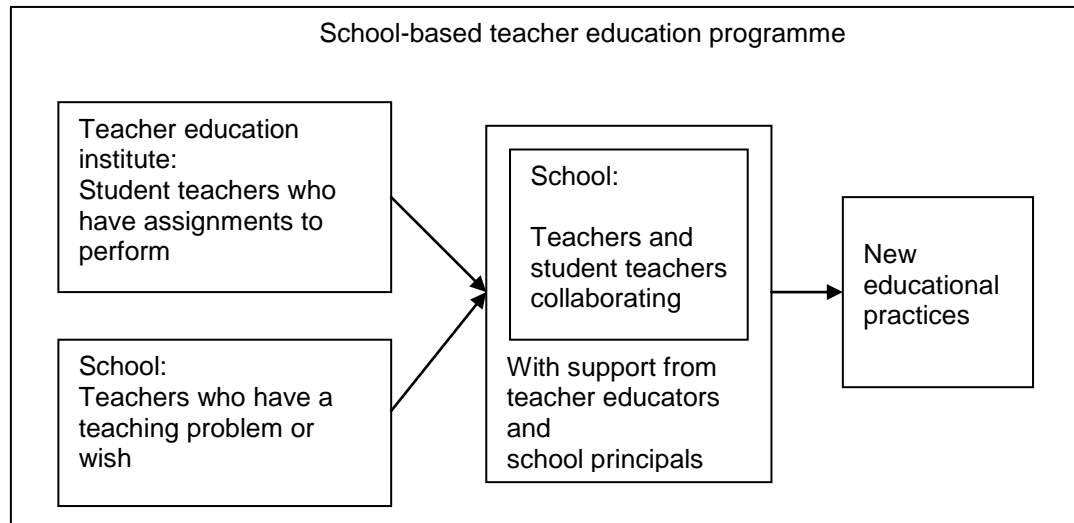 School-based teacher education programme
Teacher education
institute:
Student teachers who
have assignments to
perform
School:
Teachers who have a
teaching problem or
wish
School:
Teachers and
student teachers
collaborating
With support from
teacher educators
and
school principals
New
educational
practices